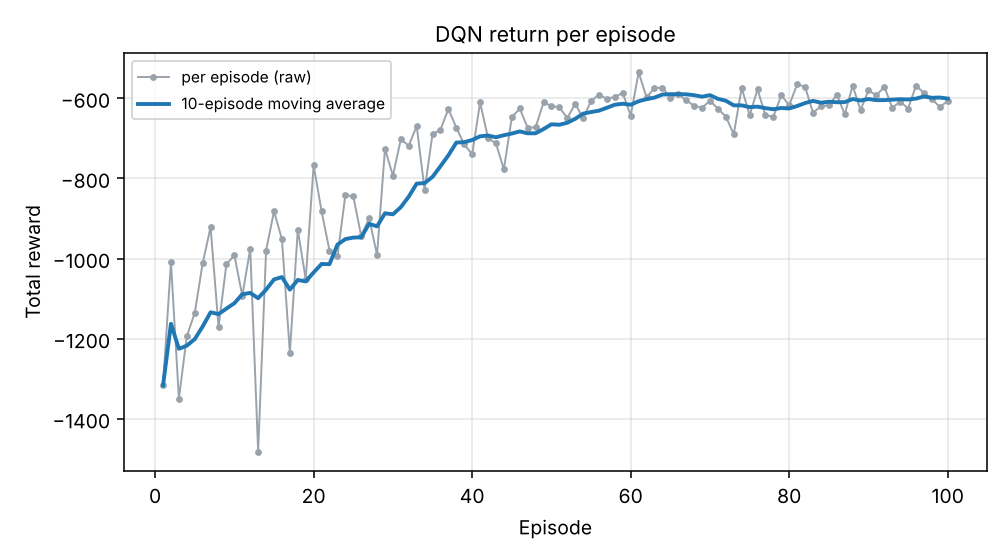 DQN return per episode
per episode (raw)
10-episode moving average
−600
−800
−1000
−1200
−1400
Total reward
0 20 40 60 80 100
Episode